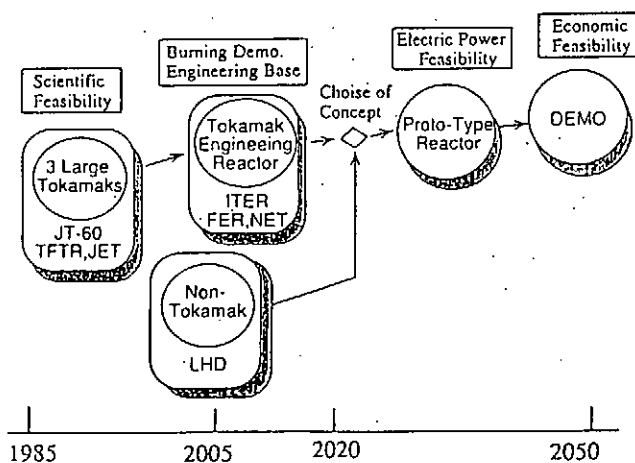 Scientific
Feasibility
3 Large
Tokamaks
JT-60
TFTR,JET
Burning Demo.
Engineering Base
Tokamak
Engineeing
Reactor
ITER
FER,NET
Non-
Tokamak
LHD
Choise of
Concept
Electric Power
Feasibility
Proto-Type
Reactor
Economic
Feasibility
DEMO
1985
2005
2020
2050